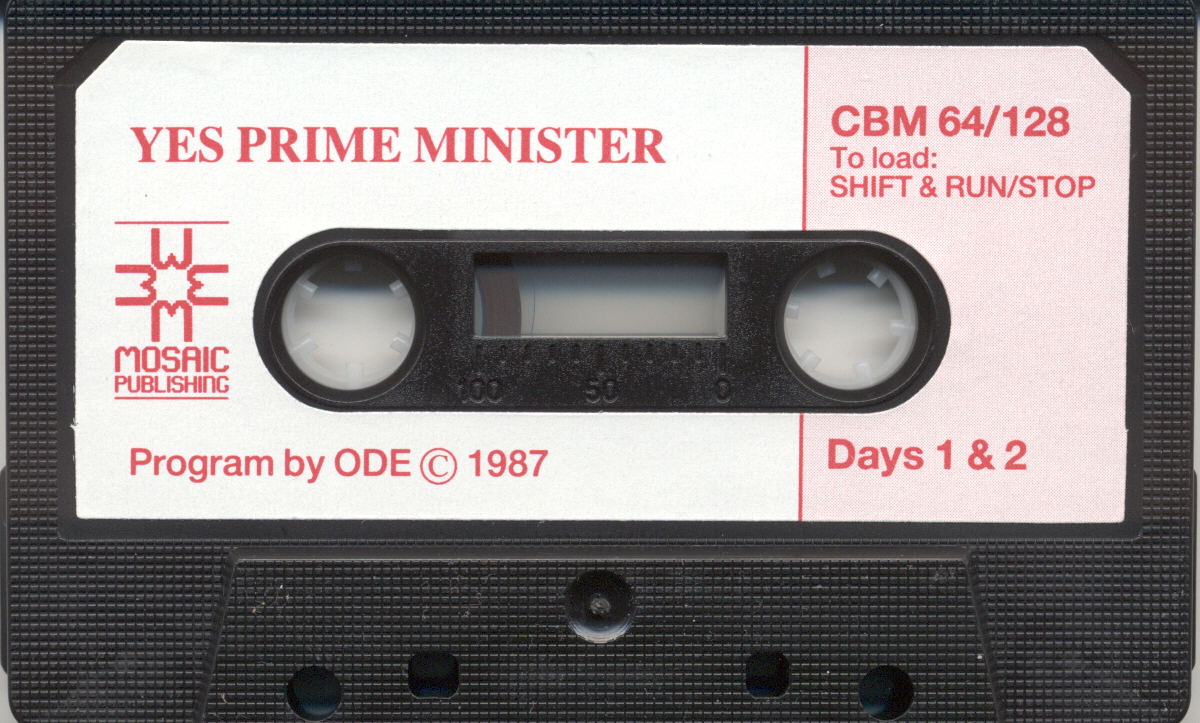 YES PRIME MINISTER
CBM 64/128
To load:
SHIFT & RUN/STOP
MOSAIC
PUBLISHING
100 50 0
Program by ODE © 1987
Days 1 & 2